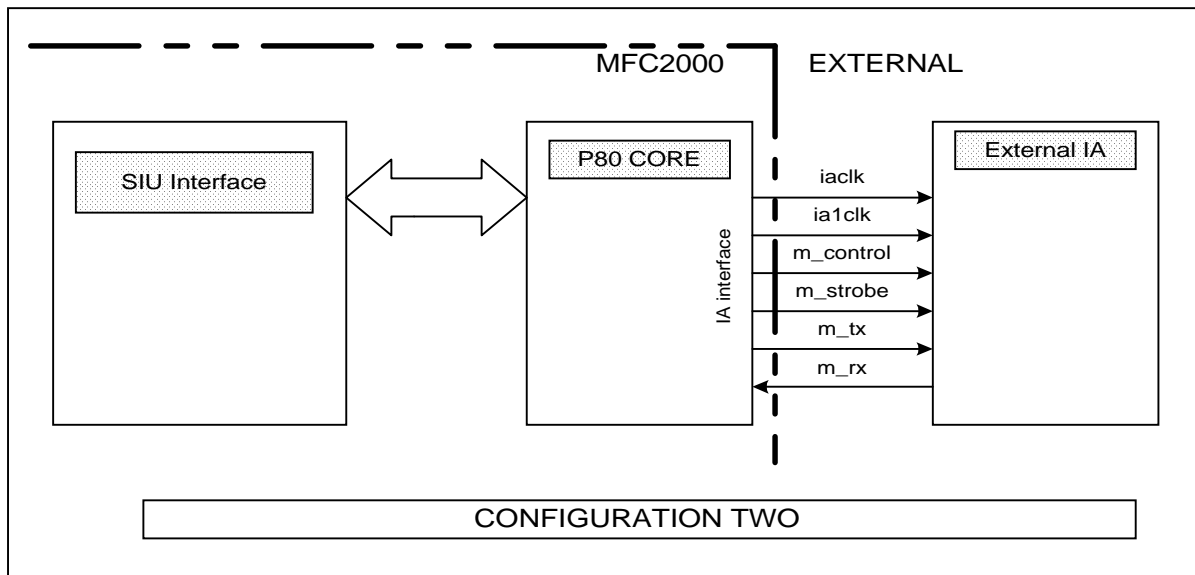 MFC2000
EXTERNAL
SIU Interface
P80 CORE
External IA
IA interface
iaclk
ia1clk
m_control
m_strobe
m_tx
m_rx
CONFIGURATION TWO